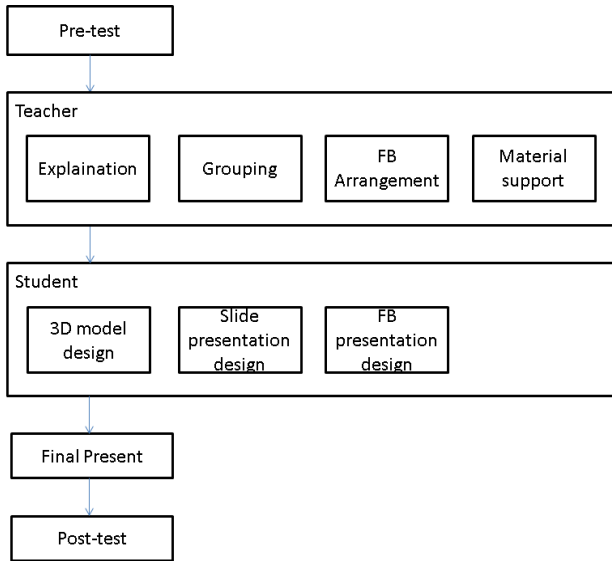 Pre-test
Teacher
Explaination
Grouping
FB
Arrangement
Material
support
Student
3D model
design
Slide
presentation
design
FB
presentation
design
Final Present
Post-test